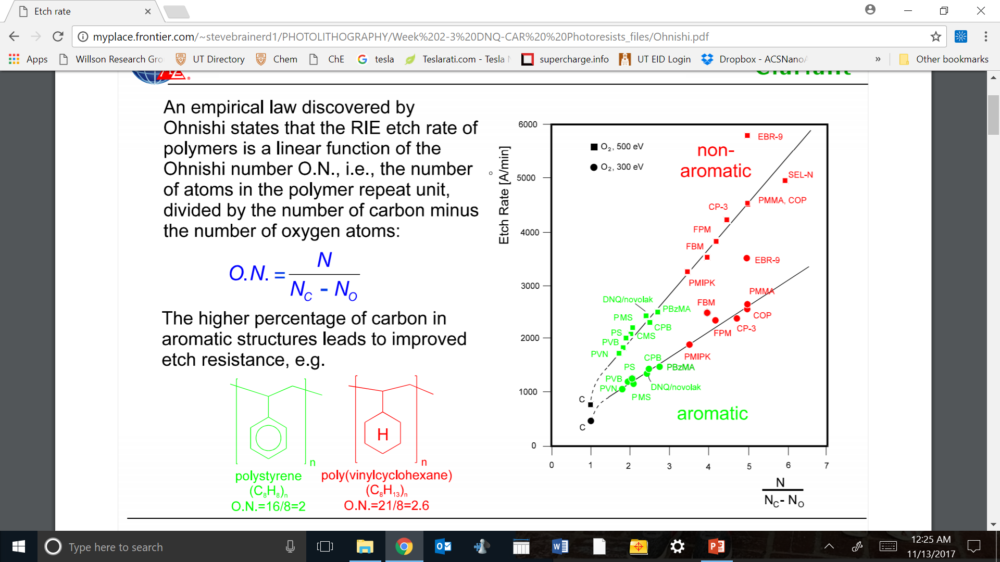 Etch rate
myplace.frontier.com/~stevebrainerd1/PHOTOLITHOGRAPHY/Week%202-3%20DNQ-CAR%20%20Photoresists_files/Ohnishi.pdf
Apps Willson Research Gro UT Directory Chem ChE tesla Teslarati.com - Tesla N supercharge.info UT EID Login Dropbox - ACSNanoA » Other bookmarks
An empirical law discovered by
Ohnishi states that the RIE etch rate of
polymers is a linear function of the
Ohnishi number O.N., i.e., the number
of atoms in the polymer repeat unit,
divided by the number of carbon minus
the number of oxygen atoms:
O.N. = N / (N_C - N_O)
The higher percentage of carbon in
aromatic structures leads to improved
etch resistance, e.g.
H
n
n
polystyrene
(C₈H₈)ₙ
O.N.=16/8=2
poly(vinylcyclohexane)
(C₈H₁₃)ₙ
O.N.=21/8=2.6
Etch Rate [Å/min]
6000
5000
4000
3000
2000
1000
0
■ O₂, 500 eV
● O₂, 300 eV
non-
aromatic
EBR-9
SEL-N
PMMA, COP
CP-3
FPM
FBM
PMIPK
EBR-9
DNQ/novolak
PBzMA
PMS
CPB
PS
CMS
PVB
PVN
PMMA
FBM
COP
CP-3
FPM
PMIPK
CPB
PS
PBzMA
PVB
DNQ/novolak
PVN
PMS
C
C
aromatic
0 1 2 3 4 5 6 7
N
N_C - N_O
Type here to search
12:25 AM
11/13/2017